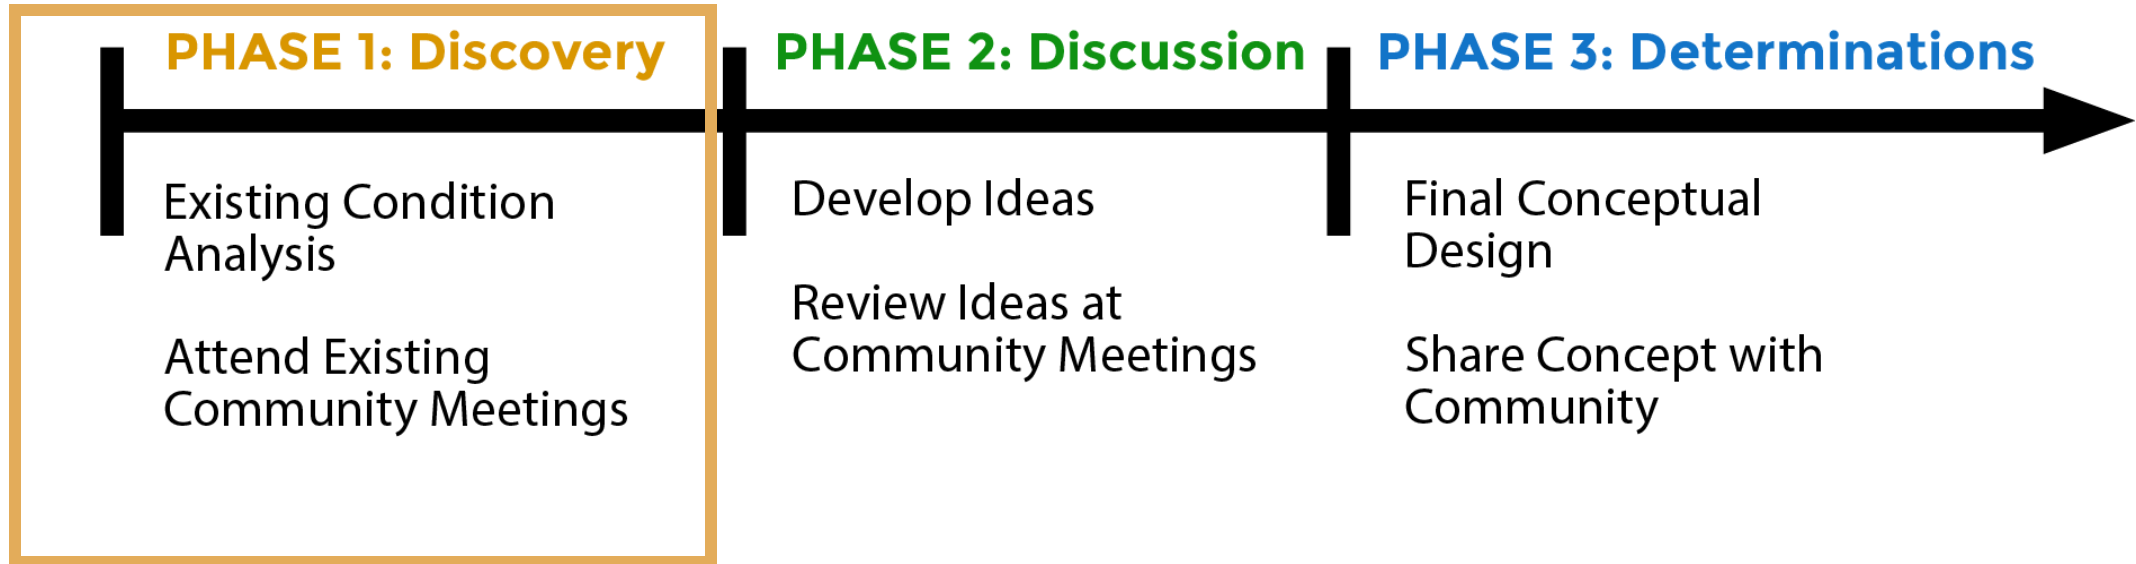 PHASE 1: Discovery
Existing Condition
Analysis
Attend Existing
Community Meetings
PHASE 2: Discussion
Develop Ideas
Review Ideas at
Community Meetings
PHASE 3: Determinations
Final Conceptual
Design
Share Concept with
Community